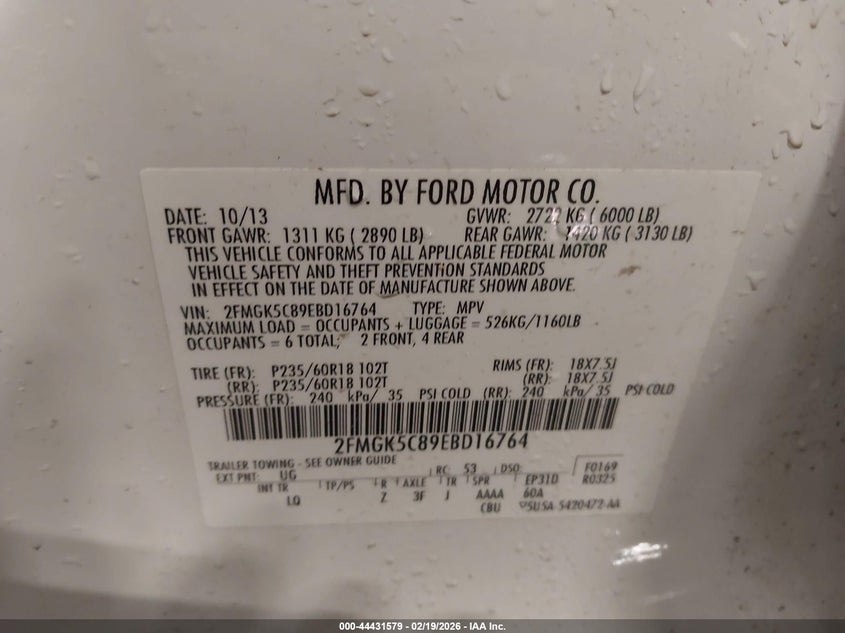 MFD. BY FORD MOTOR CO.
DATE: 10/13 GVWR: 2722 KG ( 6000 LB)
FRONT GAWR: 1311 KG ( 2890 LB) REAR GAWR: 1420 KG ( 3130 LB)
THIS VEHICLE CONFORMS TO ALL APPLICABLE FEDERAL MOTOR
VEHICLE SAFETY AND THEFT PREVENTION STANDARDS
IN EFFECT ON THE DATE OF MANUFACTURE SHOWN ABOVE.
VIN: 2FMGK5C89EBD16764 TYPE: MPV
MAXIMUM LOAD = OCCUPANTS + LUGGAGE = 526KG/1160LB
OCCUPANTS = 6 TOTAL; 2 FRONT, 4 REAR
TIRE (FR): P235/60R18 102T RIMS (FR): 18X7.5J
(RR): P235/60R18 102T (RR): 18X7.5J
PRESSURE (FR): 240 kPa/ 35 PSI COLD (RR): 240 kPa/ 35 PSI COLD
2FMGK5C89EBD16764
TRAILER TOWING - SEE OWNER GUIDE
EXT PNT: UG RC: 53 DSO: F0169
INT TR TP/PS R AXLE TR SPR EP31D R0325
LQ Z 3F J AAAA 60A
CBU 5U5A-5420472-AA
000-44431579 - 02/19/2026 - IAA Inc.